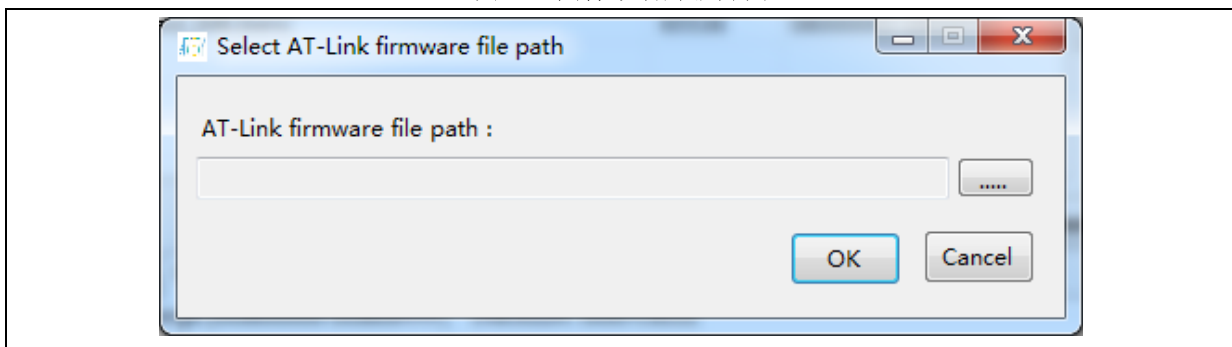 Select AT-Link firmware file path
AT-Link firmware file path :
.....
OK
Cancel